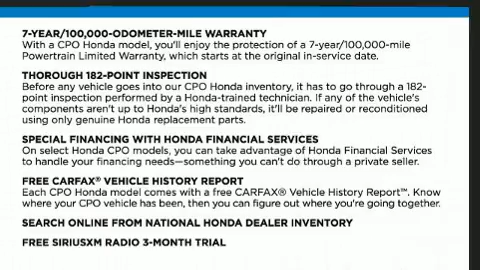 7-YEAR/100,000-ODOMETER-MILE WARRANTY
With a CPO Honda model, you'll enjoy the protection of a 7-year/100,000-mile
Powertrain Limited Warranty, which starts at the original in-service date.
THOROUGH 182-POINT INSPECTION
Before any vehicle goes into our CPO Honda inventory, it has to go through a 182-
point inspection performed by a Honda-trained technician. If any of the vehicle's
components aren't up to Honda's high standards, it'll be repaired or reconditioned
using only genuine Honda replacement parts.
SPECIAL FINANCING WITH HONDA FINANCIAL SERVICES
On select Honda CPO models, you can take advantage of Honda Financial Services
to handle your financing needs—something you can't do through a private seller.
FREE CARFAX® VEHICLE HISTORY REPORT
Each CPO Honda model comes with a free CARFAX® Vehicle History Report℠. Know
where your CPO vehicle has been, then you can figure out where you're going together.
SEARCH ONLINE FROM NATIONAL HONDA DEALER INVENTORY
FREE SIRIUSXM RADIO 3-MONTH TRIAL